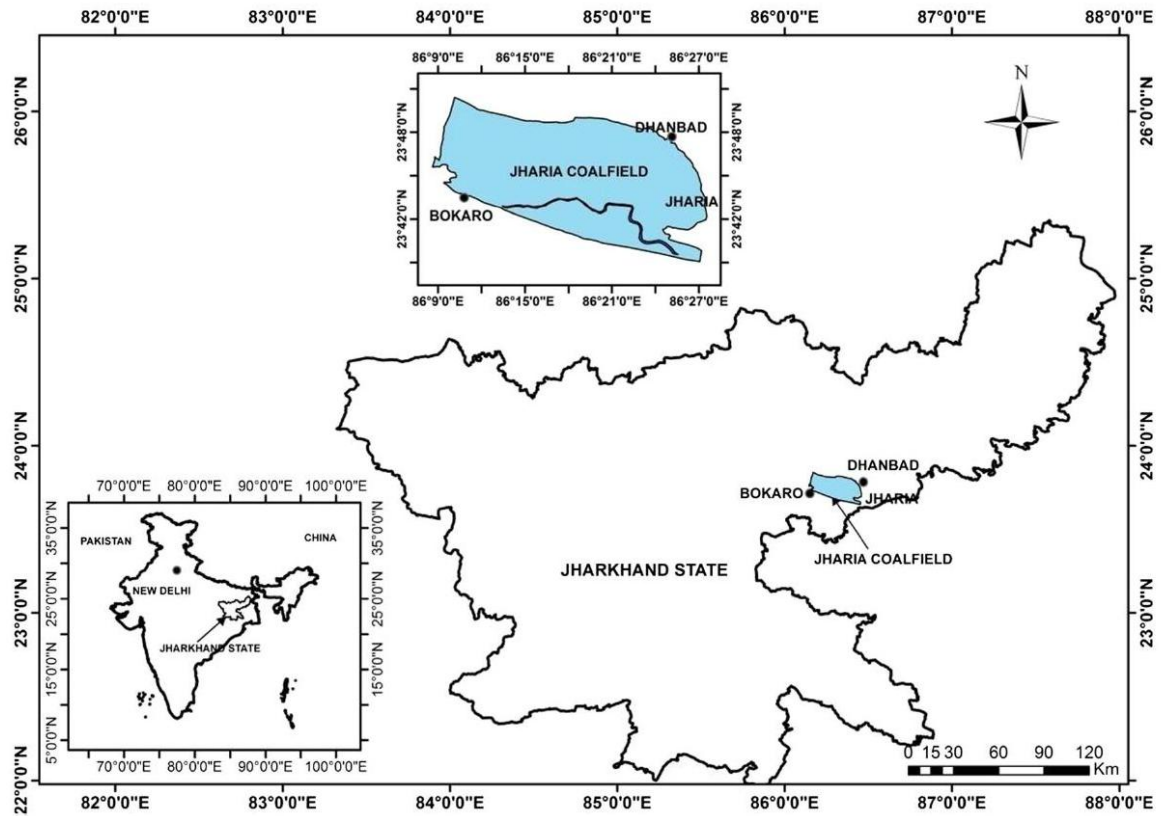 82°0'0"E 83°0'0"E 84°0'0"E 85°0'0"E 86°0'0"E 87°0'0"E 88°0'0"E
86°9'0"E 86°15'0"E 86°21'0"E 86°27'0"E
N
26°0'0"N
26°0'0"N
23°48'0"N
DHANBAD
23°48'0"N
JHARIA COALFIELD
JHARIA
BOKARO
23°42'0"N
23°42'0"N
86°9'0"E 86°15'0"E 86°21'0"E 86°27'0"E
25°0'0"N
25°0'0"N
24°0'0"N
24°0'0"N
DHANBAD
BOKARO
JHARIA
JHARIA COALFIELD
JHARKHAND STATE
70°0'0"E 80°0'0"E 90°0'0"E 100°0'0"E
35°0'0"N
PAKISTAN
CHINA
35°0'0"N
NEW DELHI
25°0'0"N
25°0'0"N
JHARKHAND STATE
15°0'0"N
15°0'0"N
5°0'0"N
5°0'0"N
70°0'0"E 80°0'0"E 90°0'0"E 100°0'0"E
23°0'0"N
23°0'0"N
0 15 30 60 90 120
Km
22°0'0"N
22°0'0"N
82°0'0"E 83°0'0"E 84°0'0"E 85°0'0"E 86°0'0"E 87°0'0"E 88°0'0"E